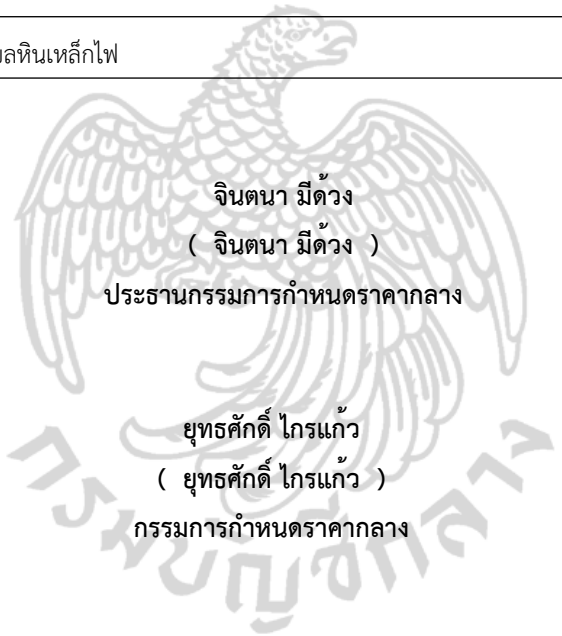 ลหินเหล็กไฟ
จินตนา มีด้วง
( จินตนา มีด้วง )
ประธานกรรมการกำหนดราคากลาง
ยุทธศักดิ์ ไกรแก้ว
( ยุทธศักดิ์ ไกรแก้ว )
กรรมการกำหนดราคากลาง
กรมบัญชีกลาง